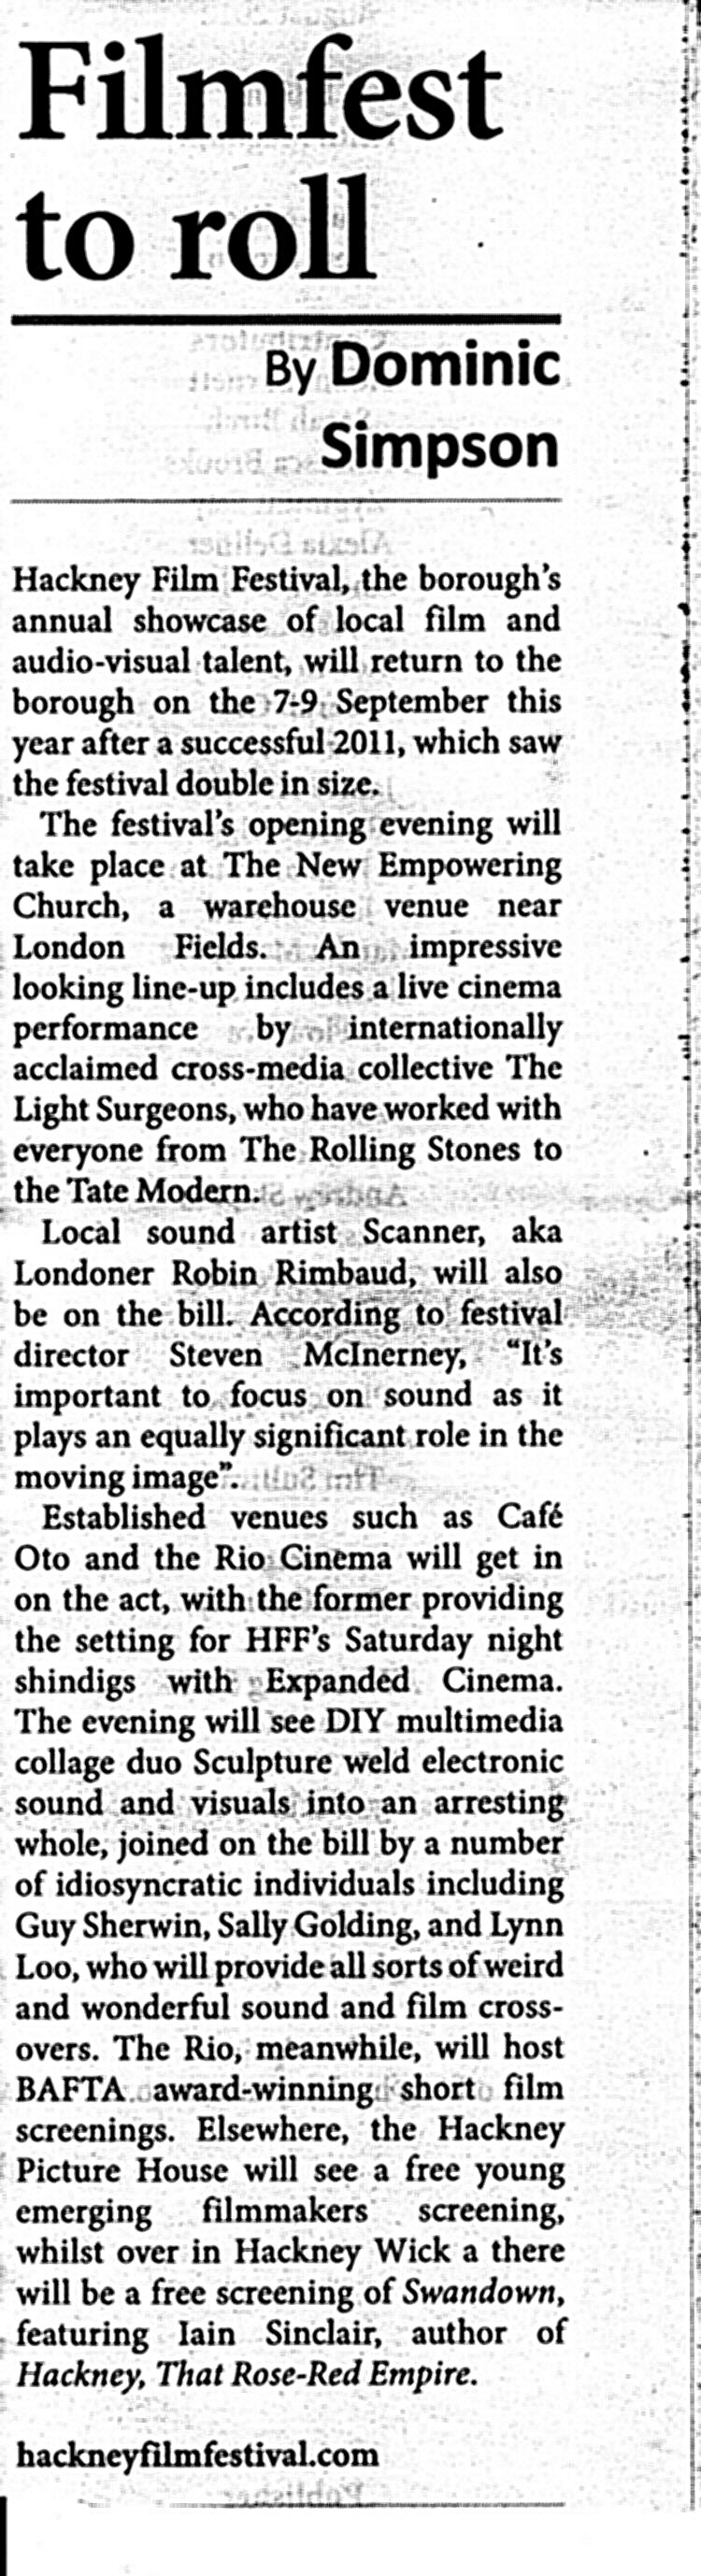 Filmfest
to roll
By Dominic
Simpson
Hackney Film Festival, the borough's
annual showcase of local film and
audio-visual talent, will return to the
borough on the 7-9 September this
year after a successful 2011, which saw
the festival double in size.
The festival's opening evening will
take place at The New Empowering
Church, a warehouse venue near
London Fields. An impressive
looking line-up includes a live cinema
performance by internationally
acclaimed cross-media collective The
Light Surgeons, who have worked with
everyone from The Rolling Stones to
the Tate Modern.
Local sound artist Scanner, aka
Londoner Robin Rimbaud, will also
be on the bill. According to festival
director Steven McInerney, “It's
important to focus on sound as it
plays an equally significant role in the
moving image”.
Established venues such as Café
Oto and the Rio Cinema will get in
on the act, with the former providing
the setting for HFF's Saturday night
shindigs with Expanded Cinema.
The evening will see DIY multimedia
collage duo Sculpture weld electronic
sound and visuals into an arresting
whole, joined on the bill by a number
of idiosyncratic individuals including
Guy Sherwin, Sally Golding, and Lynn
Loo, who will provide all sorts of weird
and wonderful sound and film cross-
overs. The Rio, meanwhile, will host
BAFTA award-winning short film
screenings. Elsewhere, the Hackney
Picture House will see a free young
emerging filmmakers screening,
whilst over in Hackney Wick a there
will be a free screening of Swandown,
featuring Iain Sinclair, author of
Hackney, That Rose-Red Empire.
hackneyfilmfestival.com